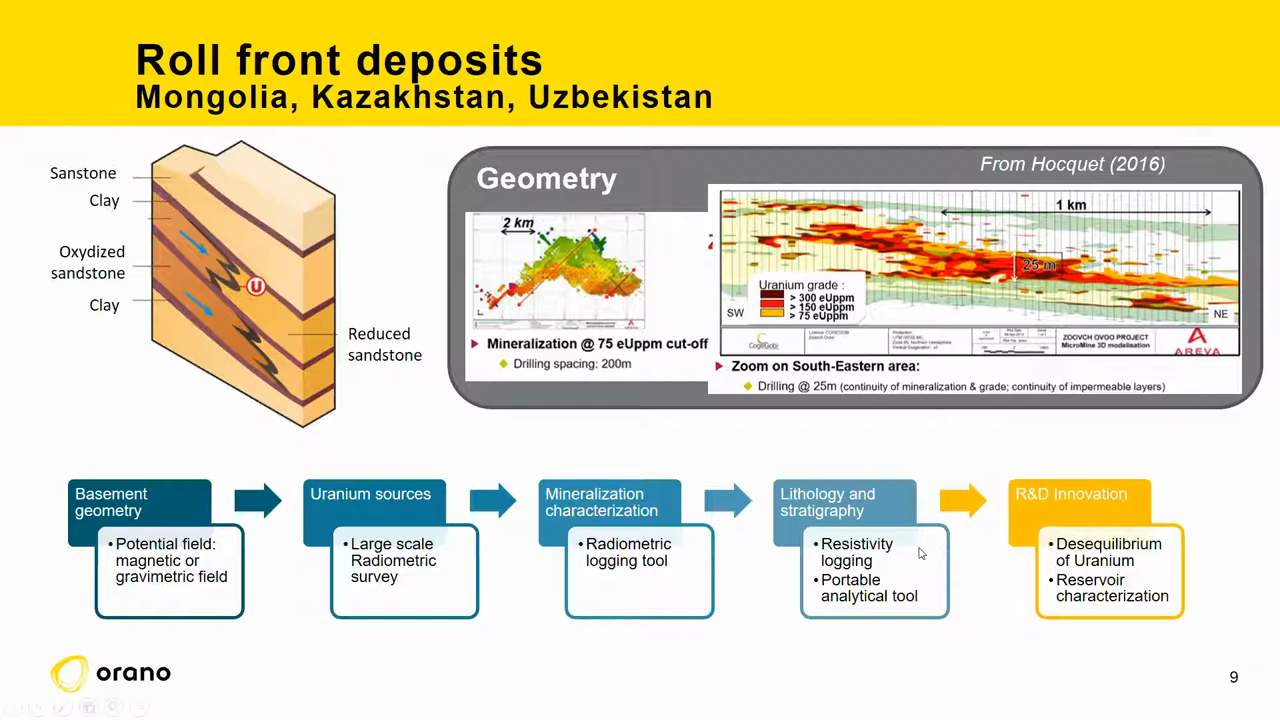 Roll front deposits
Mongolia, Kazakhstan, Uzbekistan
Sanstone
Clay
Oxydized
sandstone
Clay
U
Reduced
sandstone
Geometry
From Hocquet (2016)
2 km
Mineralization @ 75 eUppm cut-off
Drilling spacing: 200m
1 km
25 m
Uranium grade :
> 300 eUppm
> 150 eUppm
> 75 eUppm
SW
NE
ZOOVCH OVOO PROJECT
MicroMine 3D modelisation
AREVA
Zoom on South-Eastern area:
Drilling @ 25m (continuity of mineralization & grade; continuity of impermeable layers)
Basement
geometry
•Potential field:
magnetic or
gravimetric field
Uranium sources
•Large scale
Radiometric
survey
Mineralization
characterization
•Radiometric
logging tool
Lithology and
stratigraphy
•Resistivity
logging
•Portable
analytical tool
R&D Innovation
•Desequilibrium
of Uranium
•Reservoir
characterization
orano
9